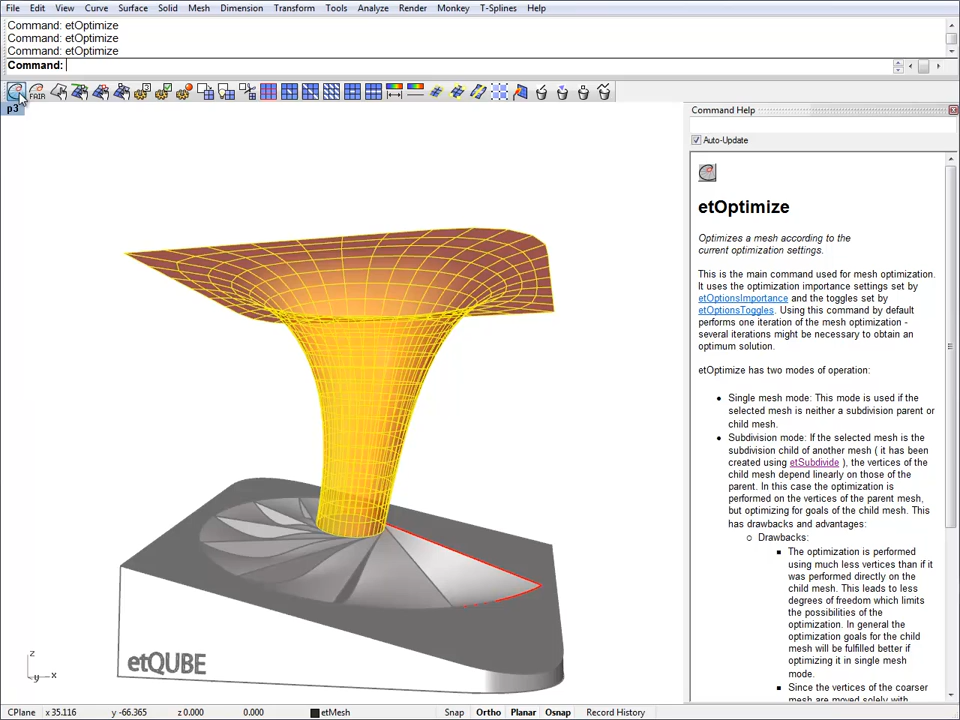 File Edit View Curve Surface Solid Mesh Dimension Transform Tools Analyze Render Monkey T-Splines Help
Command: etOptimize
Command: etOptimize
Command: etOptimize
Command:
FAIR
p3
Command Help
Auto-Update
etOptimize
Optimizes a mesh according to the
current optimization settings.
This is the main command used for mesh optimization.
It uses the optimization importance settings set by
etOptionsImportance and the toggles set by
etOptionsToggles. Using this command by default
performs one iteration of the mesh optimization -
several iterations might be necessary to obtain an
optimum solution.
etOptimize has two modes of operation:
• Single mesh mode: This mode is used if the
selected mesh is neither a subdivision parent or
child mesh.
• Subdivision mode: If the selected mesh is the
subdivision child of another mesh ( it has been
created using etSubdivide ), the vertices of the
child mesh depend linearly on those of the
parent. In this case the optimization is
performed on the vertices of the parent mesh,
but optimizing for goals of the child mesh. This
has drawbacks and advantages:
Drawbacks:
The optimization is performed
using much less vertices than if it
was performed directly on the
child mesh. This leads to less
degrees of freedom which limits
the possibilities of the
optimization. In general the
optimization goals for the child
mesh will be fulfilled better if
optimizing it in single mesh
mode.
Since the vertices of the coarser
mesh are moved solely with
etQUBE
z
y
x
CPlane x 35.116 y -66.365 z 0.000 0.000 etMesh Snap Ortho Planar Osnap Record History